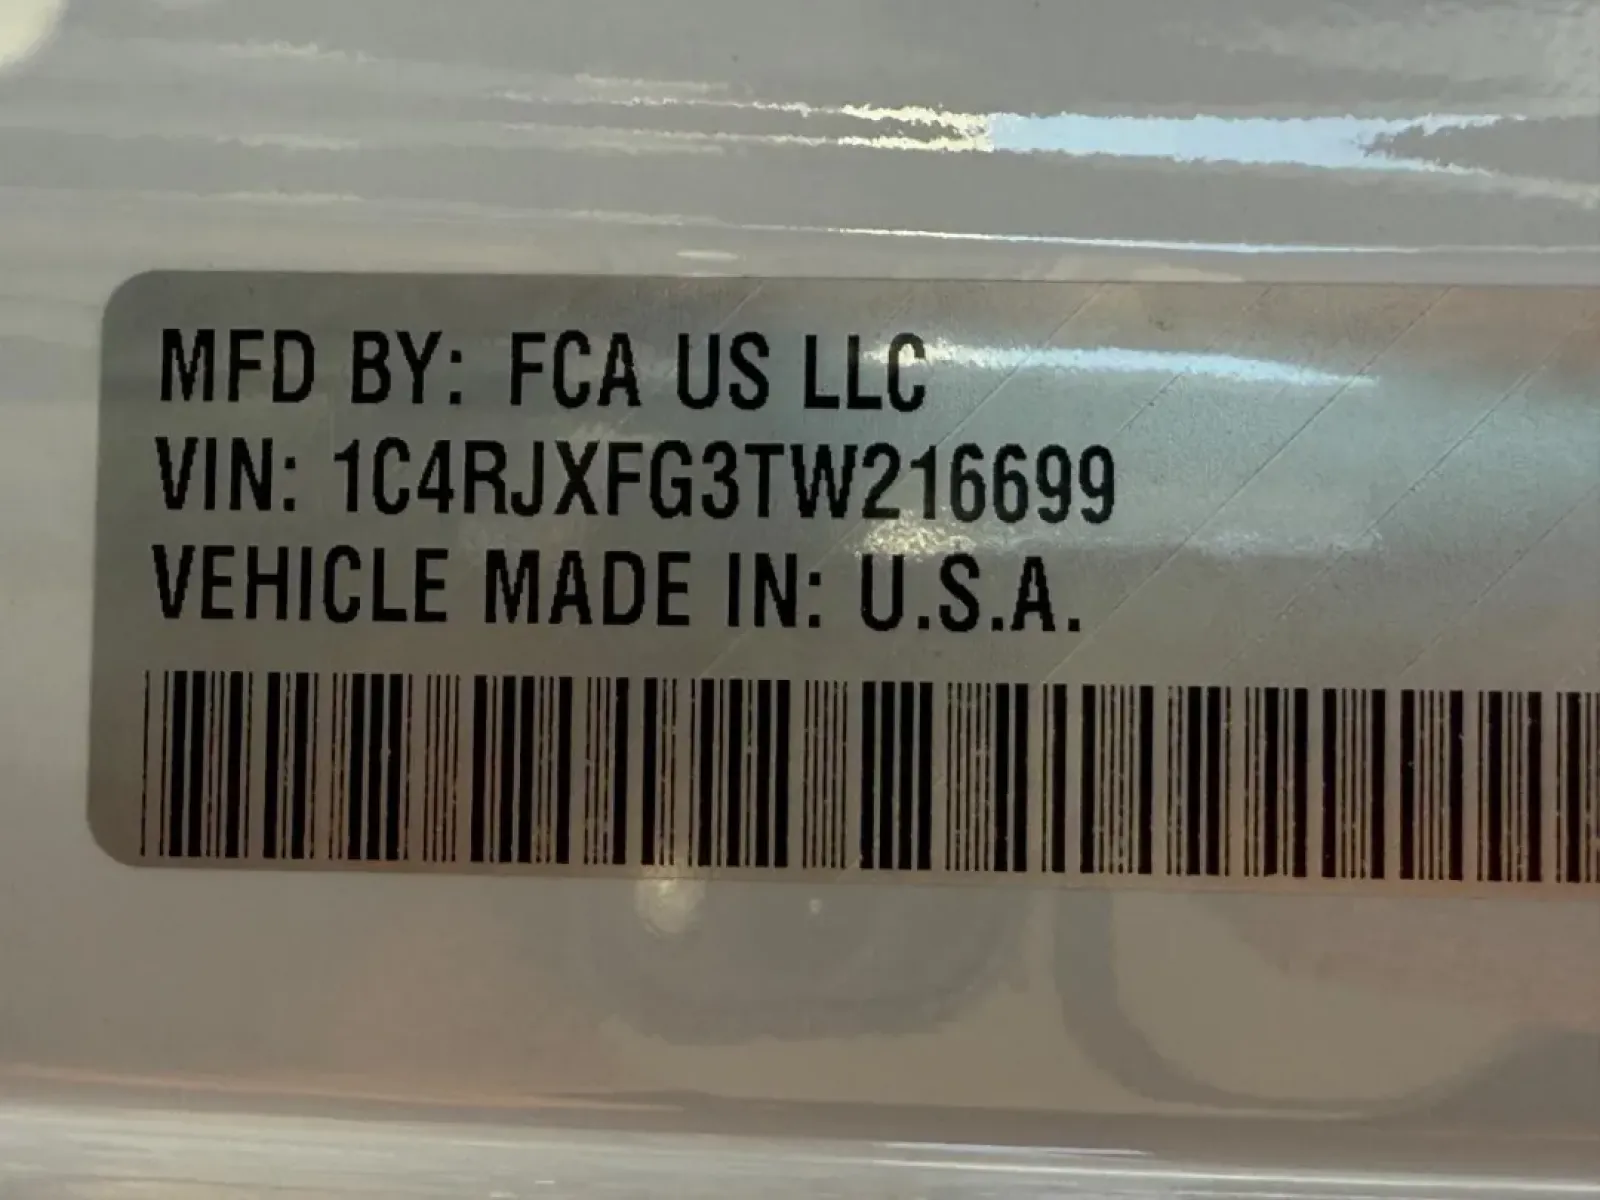 MFD BY: FCA US LLC
VIN: 1C4RJXFG3TW216699
VEHICLE MADE IN: U.S.A.